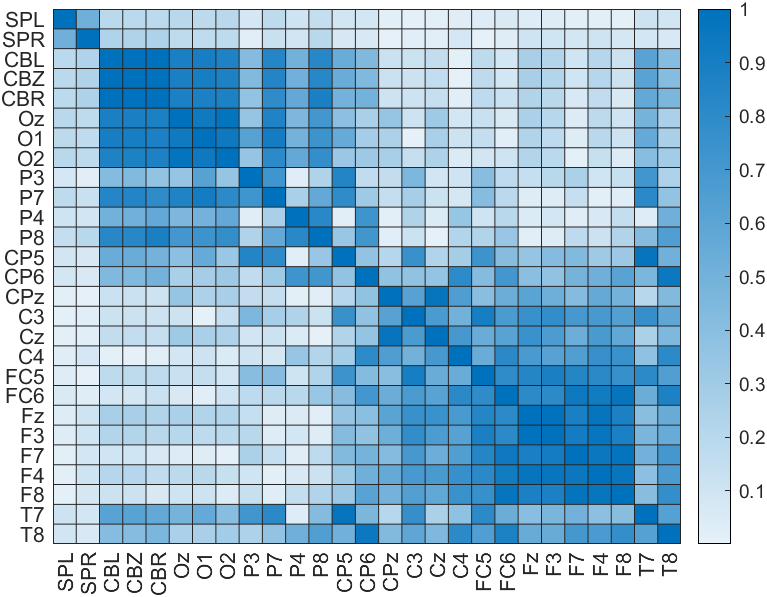 SPL
SPR
CBL
CBZ
CBR
Oz
O1
O2
P3
P7
P4
P8
CP5
CP6
CPz
C3
Cz
C4
FC5
FC6
Fz
F3
F7
F4
F8
T7
T8
SPL SPR CBL CBZ CBR Oz O1 O2 P3 P7 P4 P8 CP5 CP6 CPz C3 Cz C4 FC5 FC6 Fz F3 F7 F4 F8 T7 T8
1
0.9
0.8
0.7
0.6
0.5
0.4
0.3
0.2
0.1